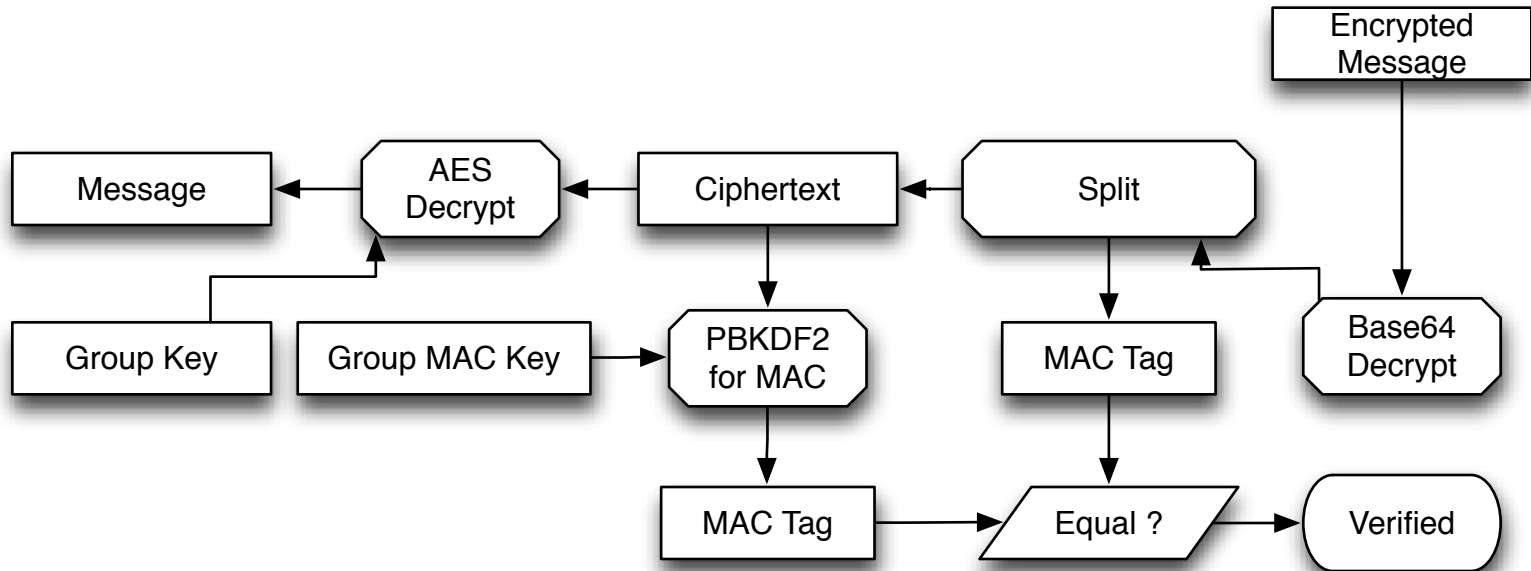 Encrypted
Message
Message
AES
Decrypt
Ciphertext
Split
Group Key
Group MAC Key
PBKDF2
for MAC
MAC Tag
Base64
Decrypt
MAC Tag
Equal ?
Verified